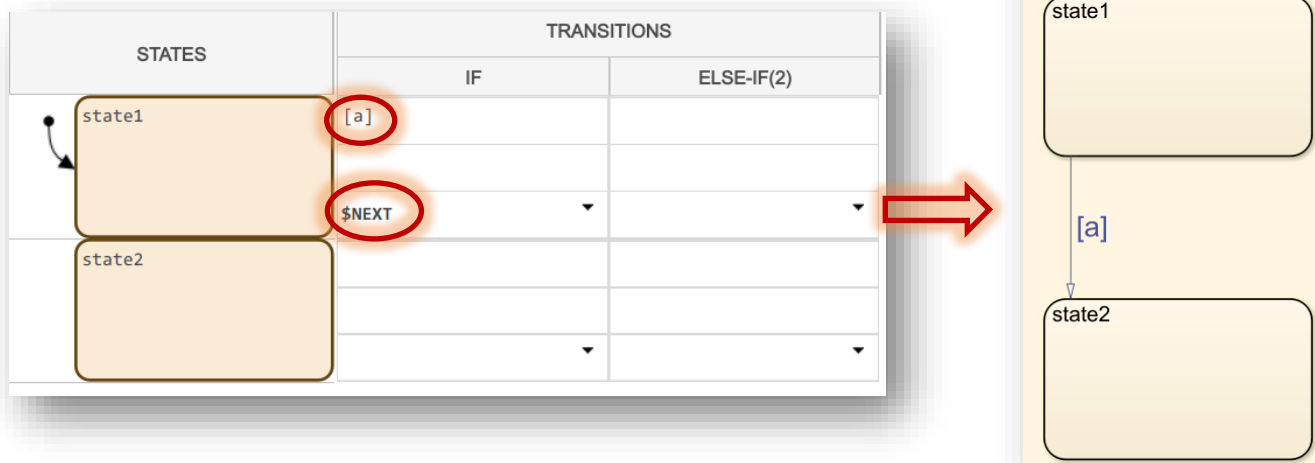 STATES
TRANSITIONS
IF
ELSE-IF(2)
state1
[a]
$NEXT
state2
state1
[a]
state2